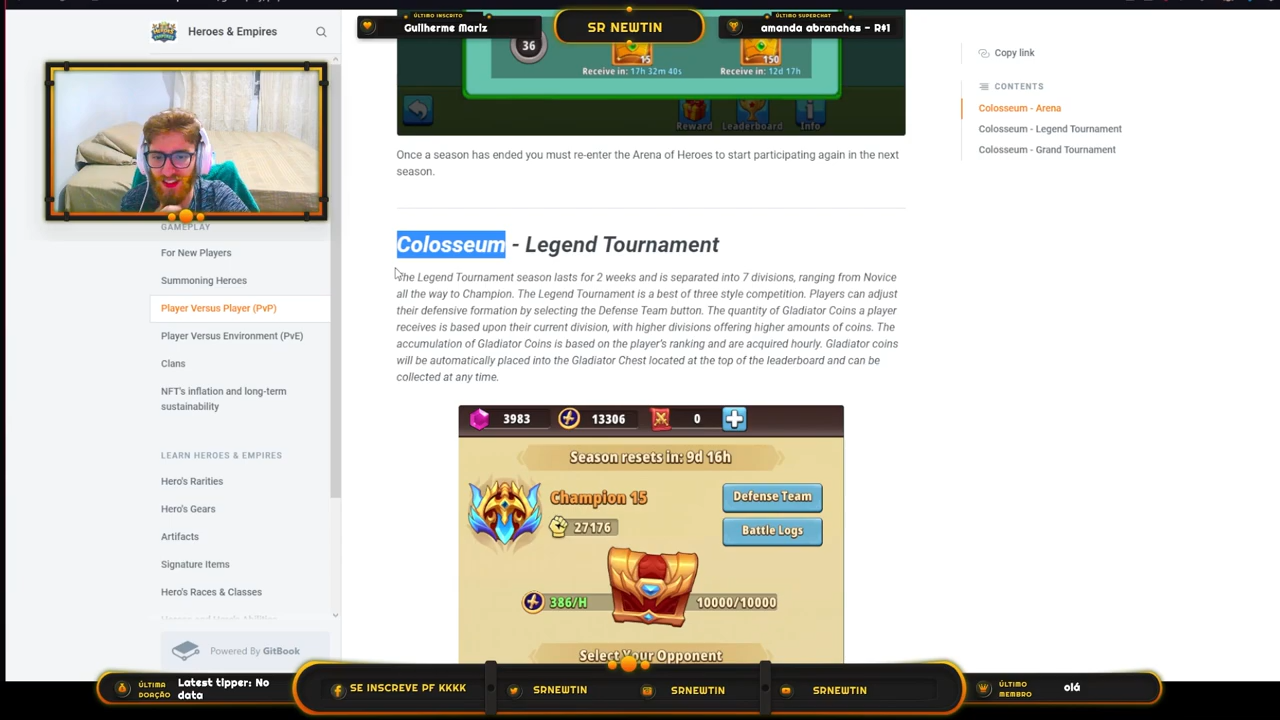 ÚLTIMO INSCRITO
Guilherme Mariz
SR NEWTIN
ÚLTIMO SUPERCHAT
amanda abranches - R$1
Heroes & Empires
GAMEPLAY
For New Players
Summoning Heroes
Player Versus Player (PvP)
Player Versus Environment (PvE)
Clans
NFT's inflation and long-term
sustainability
LEARN HEROES & EMPIRES
Hero's Rarities
Hero's Gears
Artifacts
Signature Items
Hero's Races & Classes
Powered By GitBook
36
15
150
Receive in: 17h 32m 40s
Receive in: 12d 17h
Reward
Leaderboard
Info
Once a season has ended you must re-enter the Arena of Heroes to start participating again in the next
season.
Colosseum - Legend Tournament
The Legend Tournament season lasts for 2 weeks and is separated into 7 divisions, ranging from Novice
all the way to Champion. The Legend Tournament is a best of three style competition. Players can adjust
their defensive formation by selecting the Defense Team button. The quantity of Gladiator Coins a player
receives is based upon their current division, with higher divisions offering higher amounts of coins. The
accumulation of Gladiator Coins is based on the player's ranking and are acquired hourly. Gladiator coins
will be automatically placed into the Gladiator Chest located at the top of the leaderboard and can be
collected at any time.
3983
13306
0
Season resets in: 9d 16h
Champion 15
27176
Defense Team
Battle Logs
386/H
10000/10000
Select Your Opponent
Copy link
CONTENTS
Colosseum - Arena
Colosseum - Legend Tournament
Colosseum - Grand Tournament
ÚLTIMA
DOAÇÃO
Latest tipper: No
data
SE INSCREVE PF KKKK
SRNEWTIN
SRNEWTIN
SRNEWTIN
ÚLTIMO
MEMBRO
olá